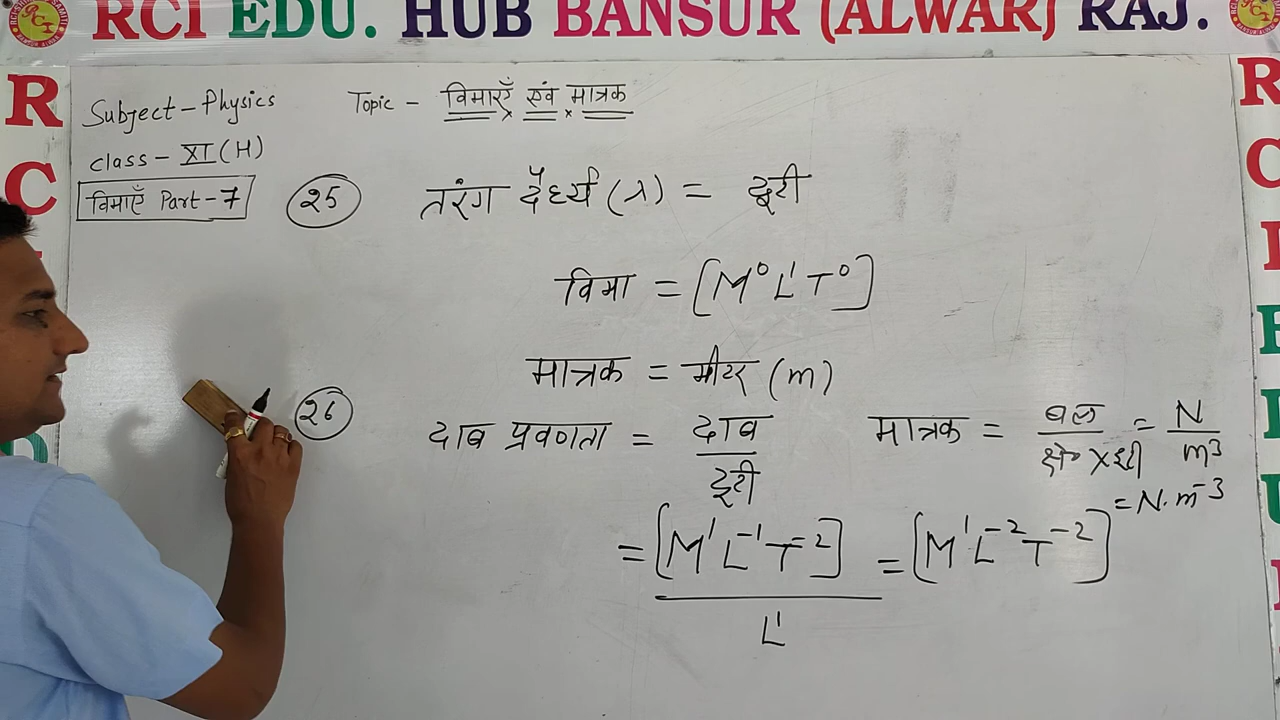 RCI EDU. HUB BANSUR (ALWAR) RAJ.
Subject - Physics
Topic - विमाएँ एवं मात्रक
class - XI (H)
विमाएँ Part-7
25 तरंग दैर्ध्य (λ) = दूरी
विमा = [M⁰L¹T⁰]
मात्रक = मीटर (m)
26 दाब प्रवणता = दाब / दूरी
= [M¹L⁻¹T⁻²] / L¹ = [M¹L⁻²T⁻²]
मात्रक = बल / क्षे० × दूरी = N / m³
= N.m⁻³
R
C
R
C
I
E
D
U